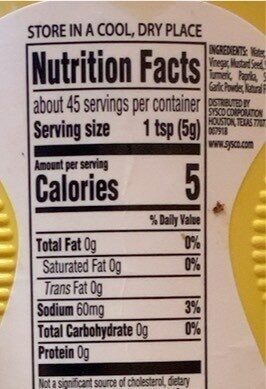 STORE IN A COOL, DRY PLACE
Nutrition Facts
about 45 servings per container
Serving size 1 tsp (5g)
Amount per serving
Calories 5
% Daily Value
Total Fat 0g 0%
Saturated Fat 0g 0%
Trans Fat 0g
Sodium 60mg 3%
Total Carbohydrate 0g 0%
Protein 0g
Not a significant source of cholesterol, dietary
INGREDIENTS: Water,
Vinegar, Mustard Seed,
Turmeric, Paprika,
Garlic Powder, Natural
DISTRIBUTED BY
SYSCO CORPORATION
HOUSTON, TEXAS
007918
www.sysco.com